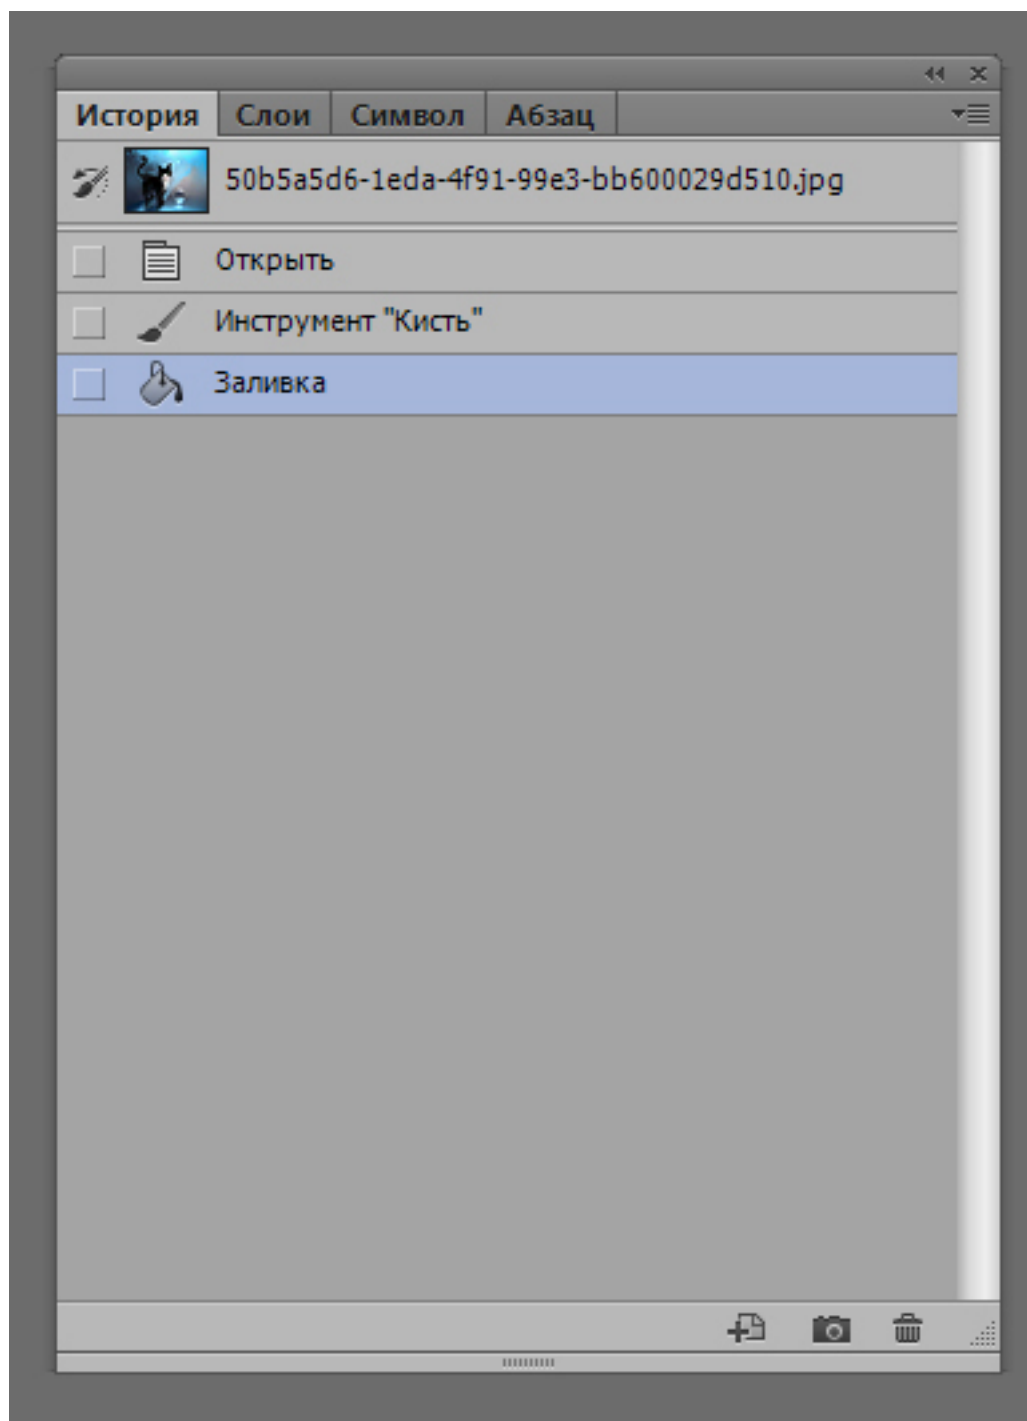 История Слои Символ Абзац
50b5a5d6-1eda-4f91-99e3-bb600029d510.jpg
Открыть
Инструмент "Кисть"
Заливка